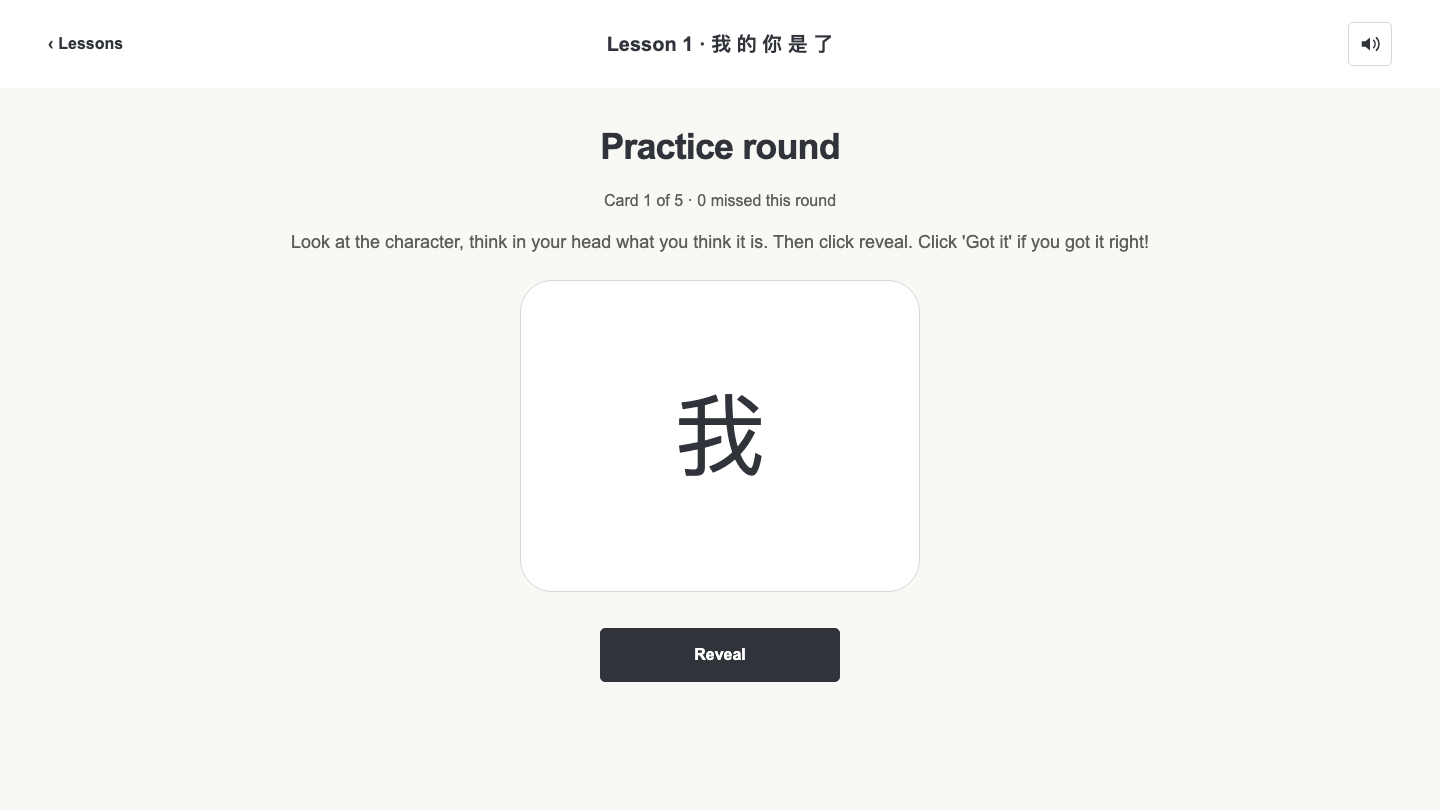 ‹ Lessons
Lesson 1 · 我 的 你 是 了
Practice round
Card 1 of 5 · 0 missed this round
Look at the character, think in your head what you think it is. Then click reveal. Click 'Got it' if you got it right!
我
Reveal